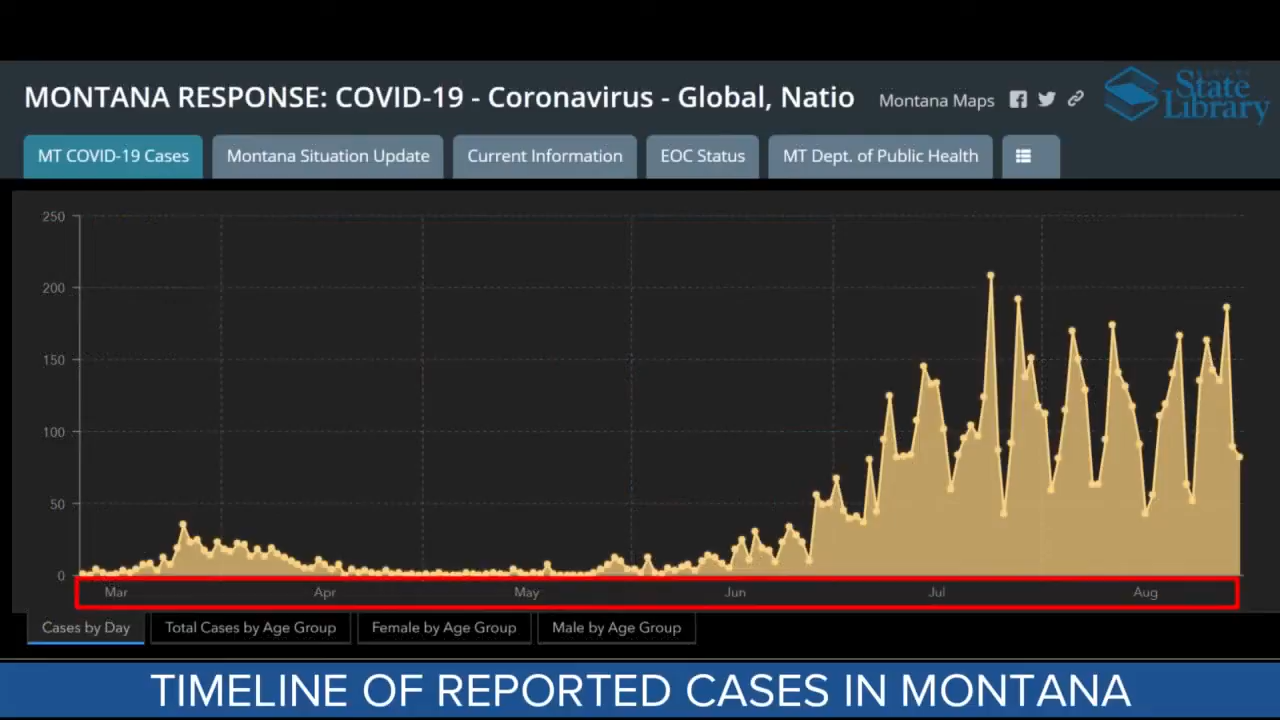 MONTANA RESPONSE: COVID-19 - Coronavirus - Global, Natio
Montana Maps
State
Library
MT COVID-19 Cases
Montana Situation Update
Current Information
EOC Status
MT Dept. of Public Health
250
200
150
100
50
0
Mar Apr May Jun Jul Aug
Cases by Day
Total Cases by Age Group
Female by Age Group
Male by Age Group
TIMELINE OF REPORTED CASES IN MONTANA